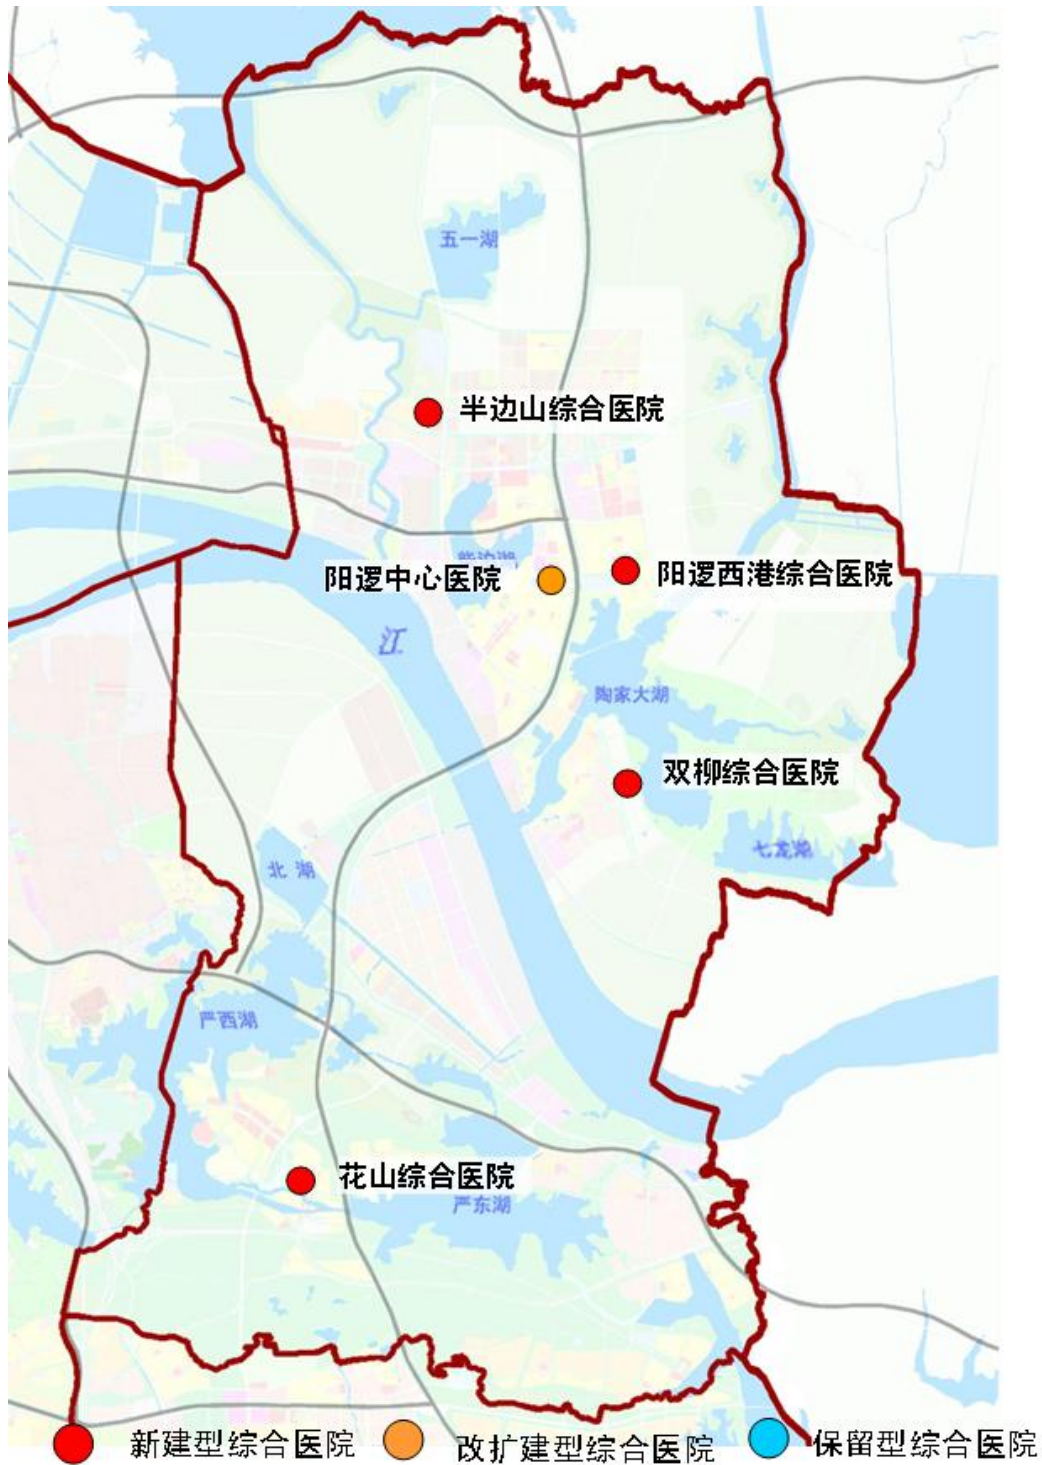 五一湖
半边山综合医院
阳逻中心医院
阳逻西港综合医院
江
陶家大湖
双柳综合医院
七龙湖
北湖
严西湖
花山综合医院
严东湖
新建型综合医院
改扩建型综合医院
保留型综合医院